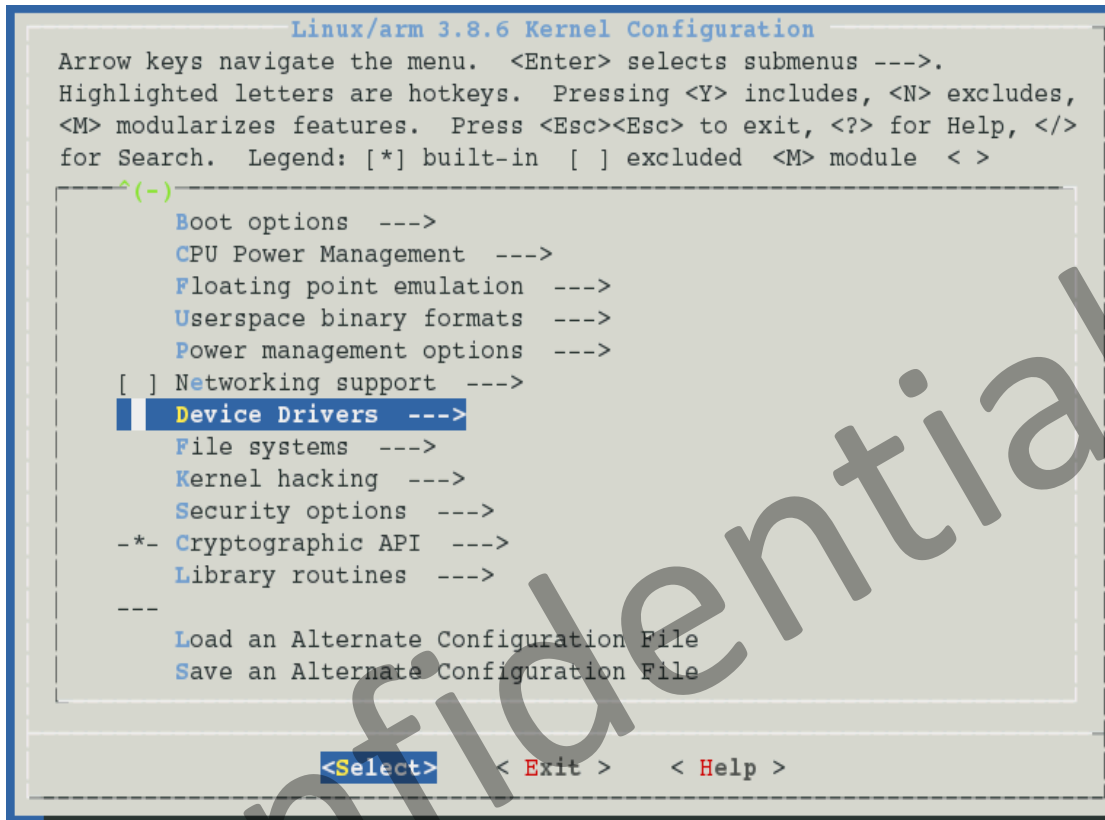 Linux/arm 3.8.6 Kernel Configuration
Arrow keys navigate the menu.  <Enter> selects submenus --->.
Highlighted letters are hotkeys.  Pressing <Y> includes, <N> excludes,
<M> modularizes features.  Press <Esc><Esc> to exit, <?> for Help, </>
for Search.  Legend: [*] built-in  [ ] excluded  <M> module  < >
^(-)
Boot options  --->
CPU Power Management  --->
Floating point emulation  --->
Userspace binary formats  --->
Power management options  --->
[ ] Networking support  --->
Device Drivers  --->
File systems  --->
Kernel hacking  --->
Security options  --->
-*- Cryptographic API  --->
Library routines  --->
---
Load an Alternate Configuration File
Save an Alternate Configuration File
<Select>    < Exit >    < Help >
nfidential